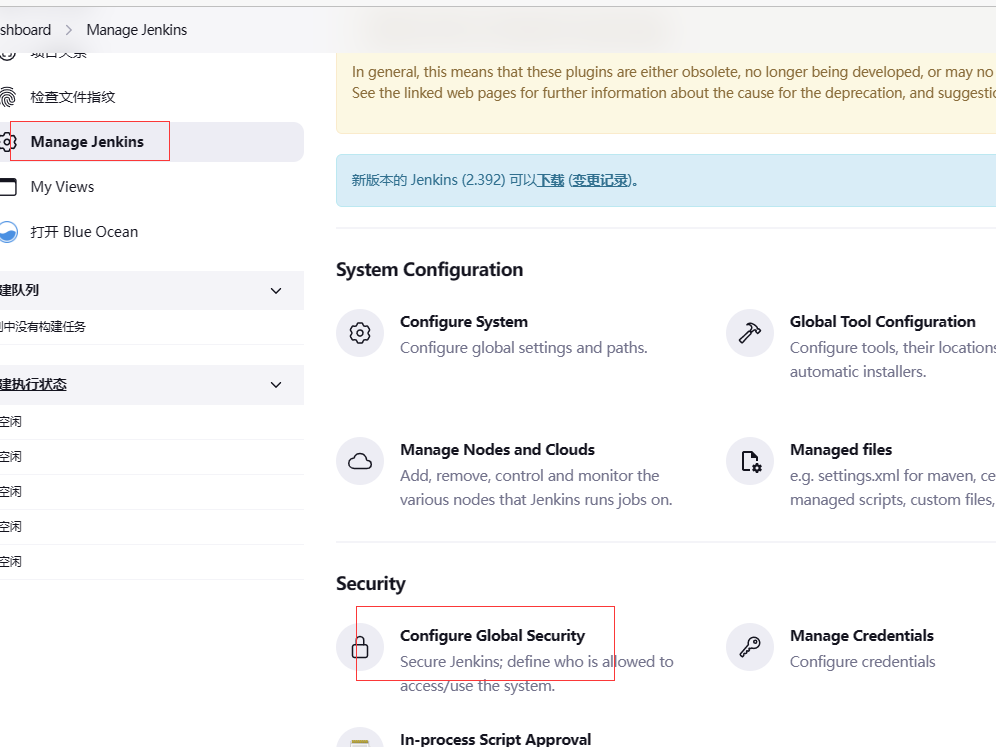 shboard > Manage Jenkins
项目关系
检查文件指纹
Manage Jenkins
My Views
打开 Blue Ocean
建队列
列中没有构建任务
建执行状态
空闲
空闲
空闲
空闲
空闲
In general, this means that these plugins are either obsolete, no longer being developed, or may no
See the linked web pages for further information about the cause for the deprecation, and suggestio
新版本的 Jenkins (2.392) 可以下载 (变更记录)。
System Configuration
Configure System
Configure global settings and paths.
Global Tool Configuration
Configure tools, their locations
automatic installers.
Manage Nodes and Clouds
Add, remove, control and monitor the
various nodes that Jenkins runs jobs on.
Managed files
e.g. settings.xml for maven, ce
managed scripts, custom files,
Security
Configure Global Security
Secure Jenkins; define who is allowed to
access/use the system.
Manage Credentials
Configure credentials
In-process Script Approval